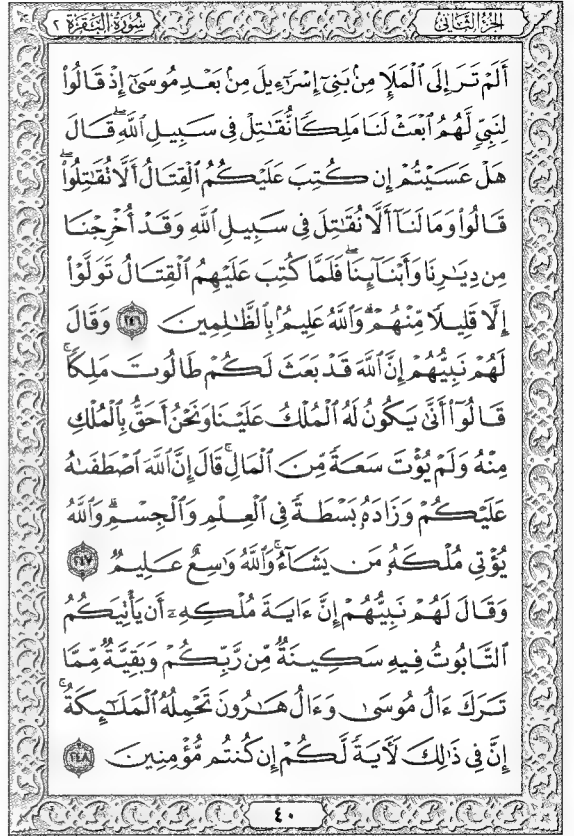 الجزء الثاني
سورة البقرة ٢
أَلَمْ تَرَ إِلَى ٱلْمَلَإِ مِنۢ بَنِىٓ إِسْرَٰٓءِيلَ مِنۢ بَعْدِ مُوسَىٰٓ إِذْ قَالُوا۟
لِنَبِىٍّ لَّهُمُ ٱبْعَثْ لَنَا مَلِكًا نُّقَٰتِلْ فِى سَبِيلِ ٱللَّهِ ۖ قَالَ
هَلْ عَسَيْتُمْ إِن كُتِبَ عَلَيْكُمُ ٱلْقِتَالُ أَلَّا تُقَٰتِلُوا۟ ۖ
قَالُوا۟ وَمَا لَنَآ أَلَّا نُقَٰتِلَ فِى سَبِيلِ ٱللَّهِ وَقَدْ أُخْرِجْنَا
مِن دِيَٰرِنَا وَأَبْنَآئِنَا ۖ فَلَمَّا كُتِبَ عَلَيْهِمُ ٱلْقِتَالُ تَوَلَّوْا۟
إِلَّا قَلِيلًا مِّنْهُمْ ۗ وَٱللَّهُ عَلِيمٌۢ بِٱلظَّٰلِمِينَ ٢٤٦ وَقَالَ
لَهُمْ نَبِيُّهُمْ إِنَّ ٱللَّهَ قَدْ بَعَثَ لَكُمْ طَالُوتَ مَلِكًا ۚ
قَالُوٓا۟ أَنَّىٰ يَكُونُ لَهُ ٱلْمُلْكُ عَلَيْنَا وَنَحْنُ أَحَقُّ بِٱلْمُلْكِ
مِنْهُ وَلَمْ يُؤْتَ سَعَةً مِّنَ ٱلْمَالِ ۚ قَالَ إِنَّ ٱللَّهَ ٱصْطَفَىٰهُ
عَلَيْكُمْ وَزَادَهُۥ بَسْطَةً فِى ٱلْعِلْمِ وَٱلْجِسْمِ ۖ وَٱللَّهُ
يُؤْتِى مُلْكَهُۥ مَن يَشَآءُ ۚ وَٱللَّهُ وَٰسِعٌ عَلِيمٌ ٢٤٧
وَقَالَ لَهُمْ نَبِيُّهُمْ إِنَّ ءَايَةَ مُلْكِهِۦٓ أَن يَأْتِيَكُمُ
ٱلتَّابُوتُ فِيهِ سَكِينَةٌ مِّن رَّبِّكُمْ وَبَقِيَّةٌ مِّمَّا
تَرَكَ ءَالُ مُوسَىٰ وَءَالُ هَٰرُونَ تَحْمِلُهُ ٱلْمَلَٰٓئِكَةُ ۚ
إِنَّ فِى ذَٰلِكَ لَءَايَةً لَّكُمْ إِن كُنتُم مُّؤْمِنِينَ ٢٤٨
٤٠